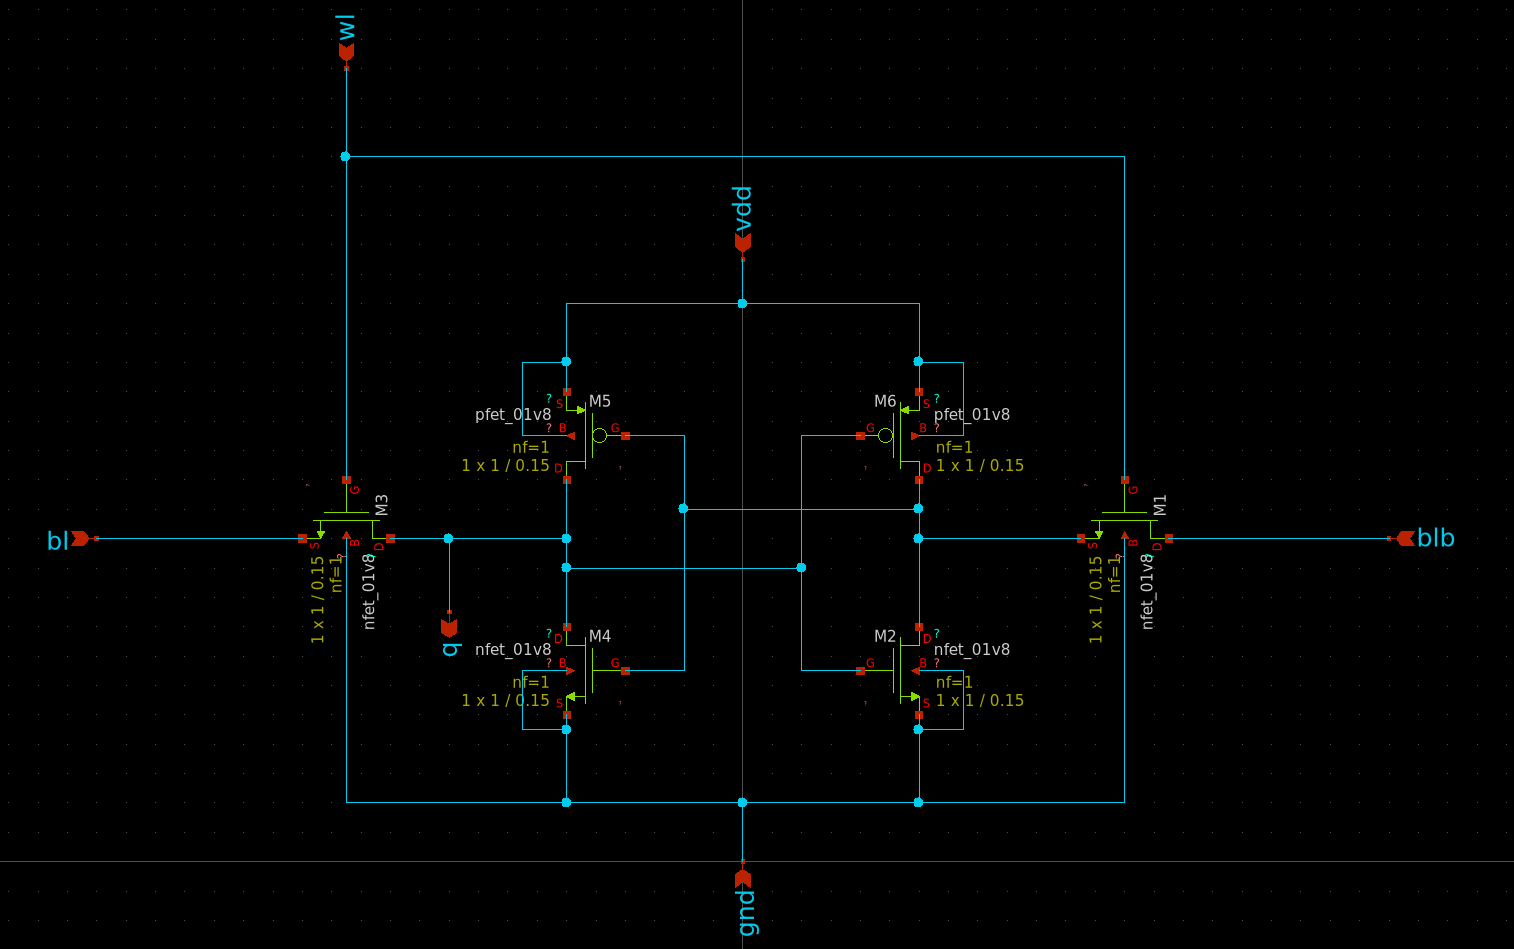 wl
vdd
M5
M6
? S
S ?
pfet_01v8
pfet_01v8
? B G
G B ?
nf=1
nf=1
1 x 1 / 0.15 D
D 1 x 1 / 0.15
G
M3
G
M1
bl
S B D
S B D
blb
1 x 1 / 0.15
nf=1
?
?
nfet_01v8
1 x 1 / 0.15
nf=1
?
?
nfet_01v8
q
? D M4
M2 D ?
nfet_01v8
nfet_01v8
? B G
G B ?
nf=1
nf=1
1 x 1 / 0.15 S
S 1 x 1 / 0.15
gnd